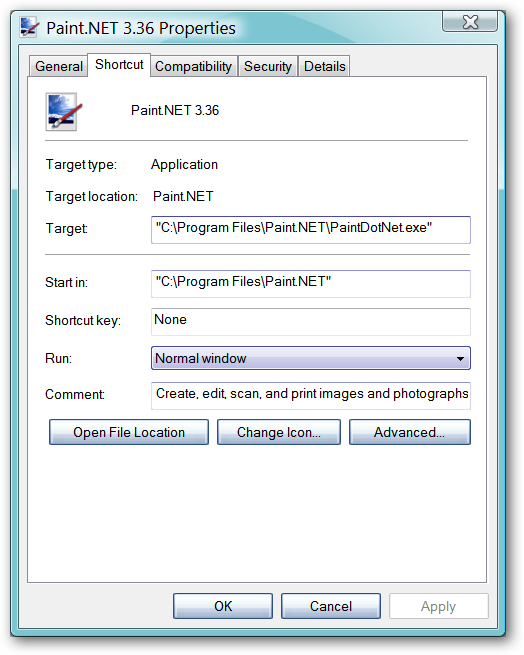 Paint.NET 3.36 Properties
General Shortcut Compatibility Security Details
Paint.NET 3.36
Target type: Application
Target location: Paint.NET
Target: "C:\Program Files\Paint.NET\PaintDotNet.exe"
Start in: "C:\Program Files\Paint.NET"
Shortcut key: None
Run: Normal window
Comment: Create, edit, scan, and print images and photographs
Open File Location Change Icon... Advanced...
OK Cancel Apply